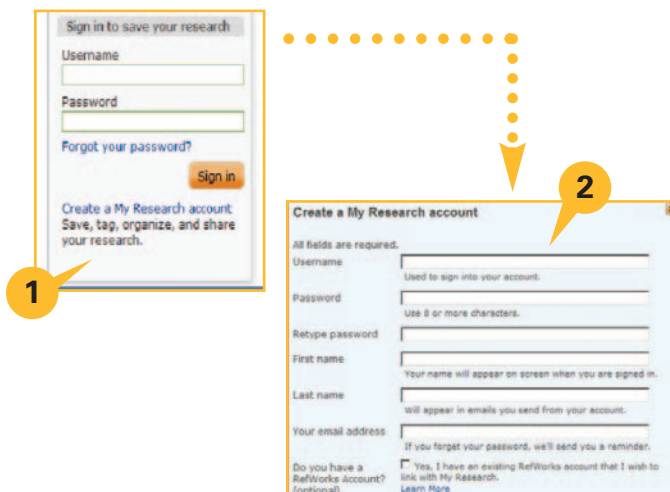 Sign in to save your research
Username
Password
Forgot your password?
Sign in
Create a My Research account
Save, tag, organize, and share
your research.
1
2
Create a My Research account
All fields are required.
Username
Used to sign into your account.
Password
Use 8 or more characters.
Retype password
First name
Your name will appear on screen when you are signed in.
Last name
Will appear in emails you send from your account.
Your email address
If you forget your password, we'll send you a reminder.
Do you have a
RefWorks Account?
(optional)
Yes, I have an existing RefWorks account that I wish to
link with My Research.
Learn More